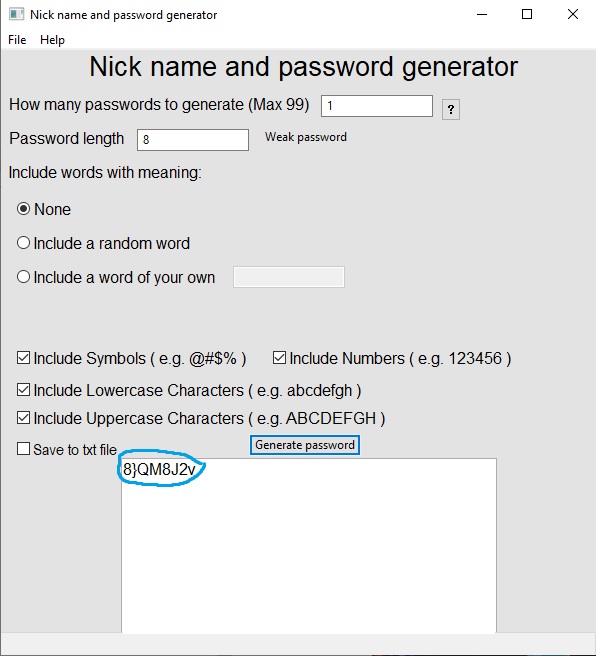 Nick name and password generator
File Help
Nick name and password generator
How many passwords to generate (Max 99) 1 ?
Password length 8 Weak password
Include words with meaning:
None
Include a random word
Include a word of your own
Include Symbols ( e.g. @#$% ) Include Numbers ( e.g. 123456 )
Include Lowercase Characters ( e.g. abcdefgh )
Include Uppercase Characters ( e.g. ABCDEFGH )
Save to txt file Generate password
8}QM8J2v